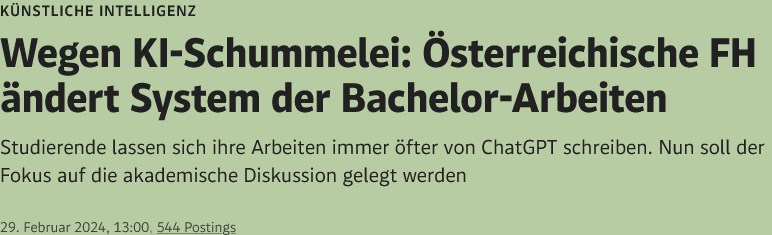 KÜNSTLICHE INTELLIGENZ
Wegen KI-Schummelei: Österreichische FH
ändert System der Bachelor-Arbeiten
Studierende lassen sich ihre Arbeiten immer öfter von ChatGPT schreiben. Nun soll der
Fokus auf die akademische Diskussion gelegt werden
29. Februar 2024, 13:00, 544 Postings